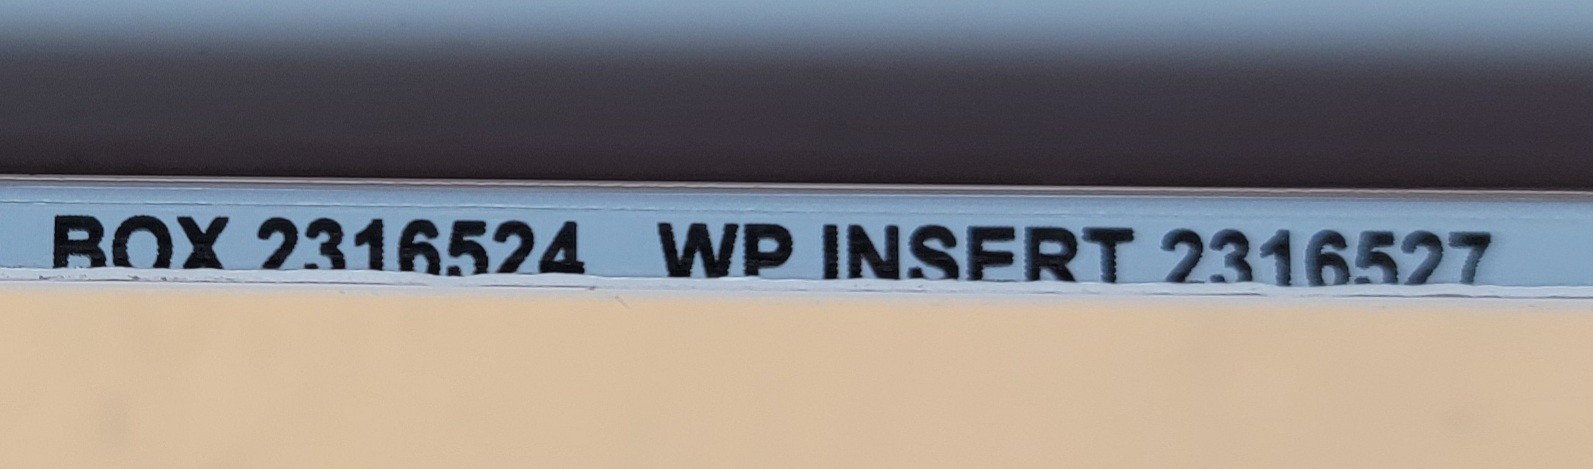 BOX 2316524 WP INSERT 2316527